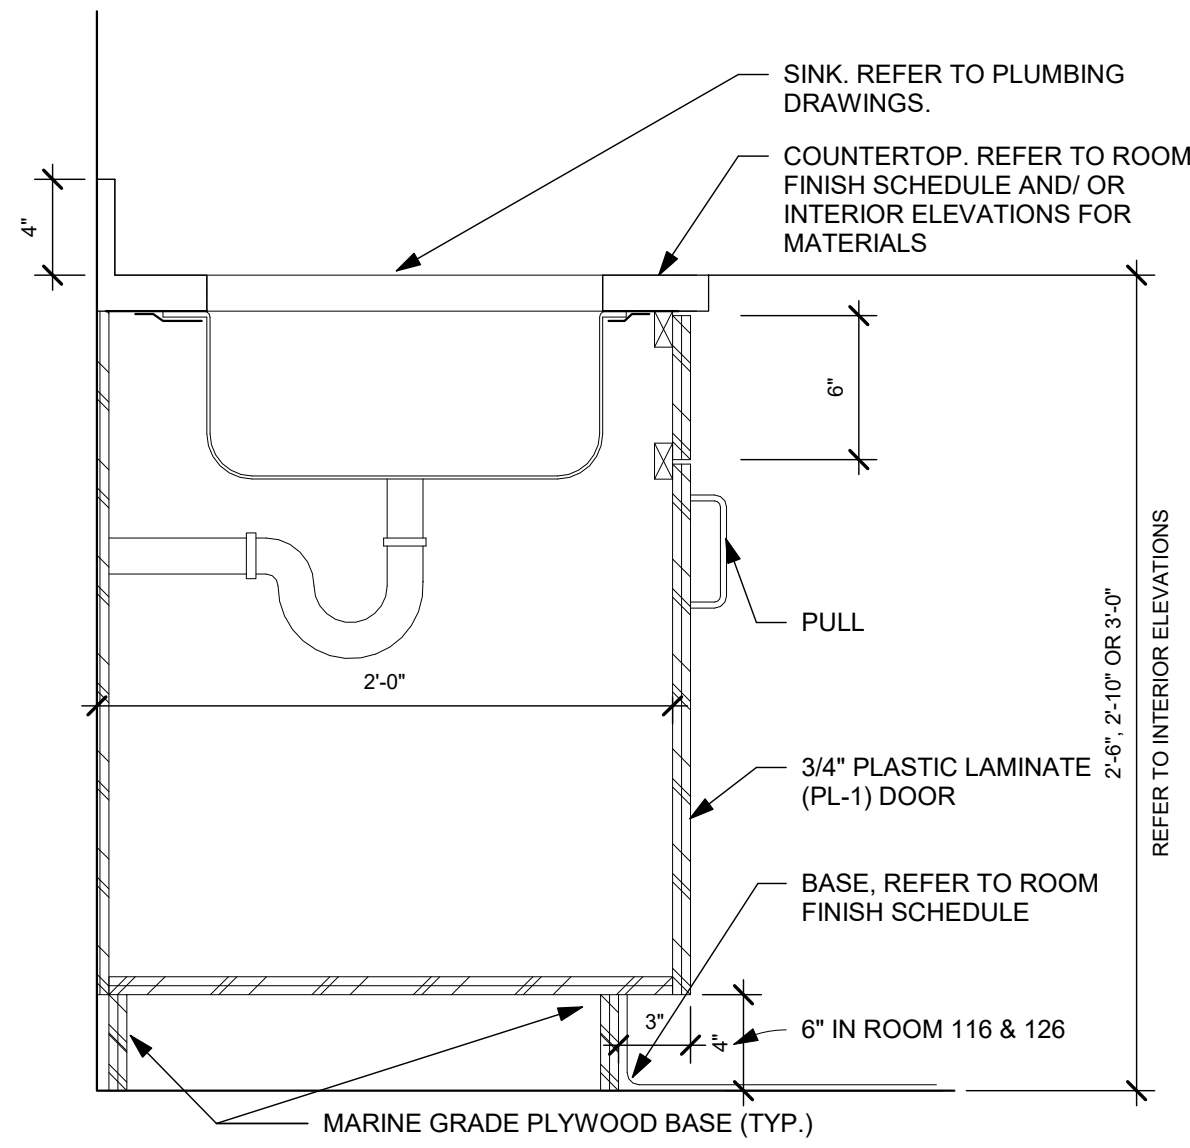 SINK. REFER TO PLUMBING
DRAWINGS.
COUNTERTOP. REFER TO ROOM
FINISH SCHEDULE AND/ OR
INTERIOR ELEVATIONS FOR
MATERIALS
4"
6"
PULL
2'-0"
2'-6", 2'-10" OR 3'-0"
REFER TO INTERIOR ELEVATIONS
3/4" PLASTIC LAMINATE
(PL-1) DOOR
BASE, REFER TO ROOM
FINISH SCHEDULE
3"
4"
6" IN ROOM 116 & 126
MARINE GRADE PLYWOOD BASE (TYP.)